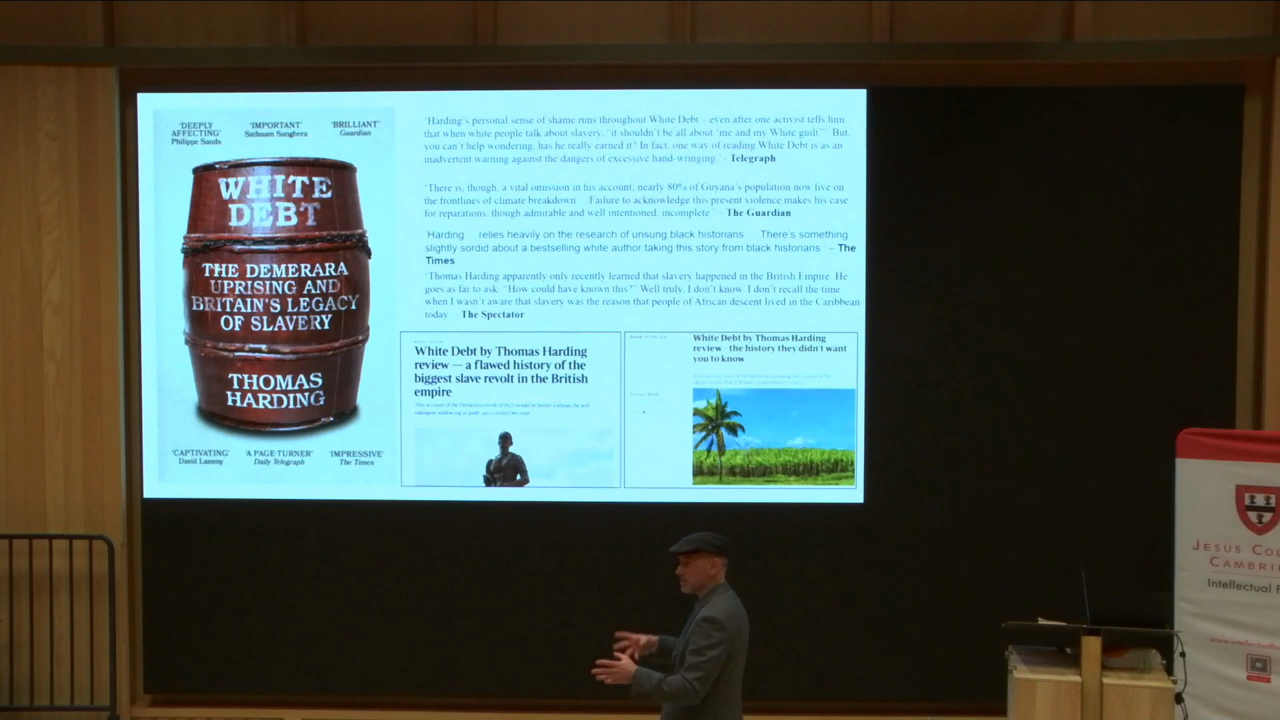 'DEEPLY
AFFECTING'
Philippe Sands
'IMPORTANT'
Sathnam Sanghera
'BRILLIANT'
Guardian
WHITE
DEBT
THE DEMERARA
UPRISING AND
BRITAIN'S LEGACY
OF SLAVERY
THOMAS
HARDING
'CAPTIVATING'
David Lammy
'A PAGE-TURNER'
Daily Telegraph
'IMPRESSIVE'
The Times
'Harding's personal sense of shame runs throughout White Debt – even after one activist tells him
that when white people talk about slavery, "it shouldn't be all about 'me and my White guilt'" But,
you can't help wondering, has he really earned it? In fact, one way of reading White Debt is as an
inadvertent warning against the dangers of excessive hand-wringing.' - Telegraph
'There is, though, a vital omission in his account; nearly 80% of Guyana's population now live on
the frontlines of climate breakdown Failure to acknowledge this present violence makes his case
for reparations, though admirable and well intentioned, incomplete ' The Guardian
Harding relies heavily on the research of unsung black historians There's something
slightly sordid about a bestselling white author taking this story from black historians – The
Times
'Thomas Harding apparently only recently learned that slavery happened in the British Empire He
goes as far to ask: "How could have known this?" Well truly, I don't know. I don't recall the time
when I wasn't aware that slavery was the reason that people of African descent lived in the Caribbean
today The Spectator
White Debt by Thomas Harding
review — a flawed history of the
biggest slave revolt in the British
empire
White Debt by Thomas Harding
review – the history they didn't want
you to know
JESUS CO
CAMBRI
Intellectual